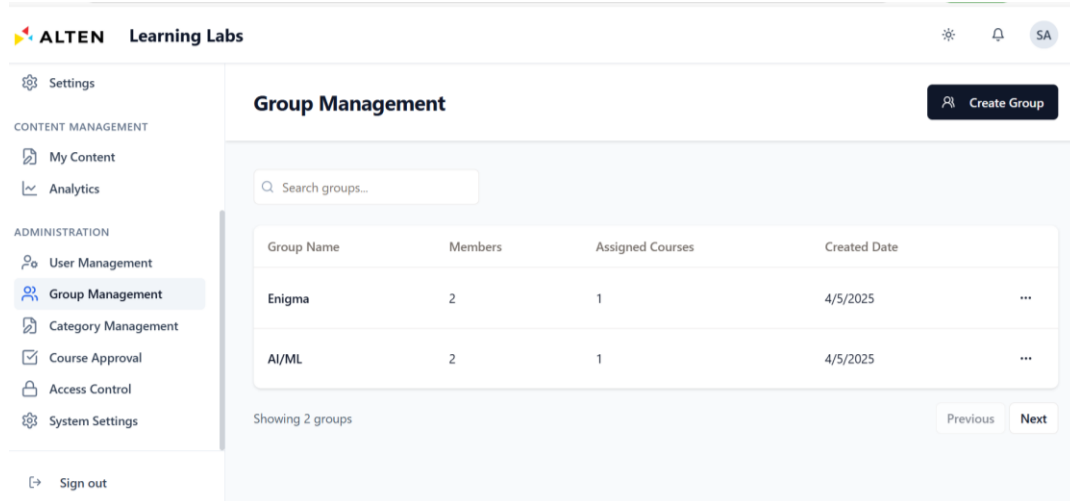 ALTEN Learning Labs
SA
Settings
CONTENT MANAGEMENT
My Content
Analytics
ADMINISTRATION
User Management
Group Management
Category Management
Course Approval
Access Control
System Settings
Sign out
Group Management
Create Group
Search groups...
Group Name Members Assigned Courses Created Date
Enigma 2 1 4/5/2025 ...
AI/ML 2 1 4/5/2025 ...
Showing 2 groups
Previous Next